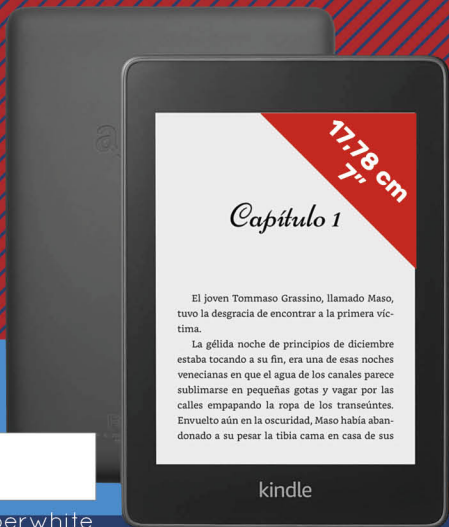 17,78 cm
7"
Capítulo 1
El joven Tommaso Grassino, llamado Maso,
tuvo la desgracia de encontrar a la primera víc-
tima.
La gélida noche de principios de diciembre
estaba tocando a su fin, era una de esas noches
venecianas en que el agua de los canales parece
sublimarse en pequeñas gotas y vagar por las
calles empapando la ropa de los transeúntes.
Envuelto aún en la oscuridad, Maso había aban-
donado a su pesar la tibia cama en casa de sus
kindle
erwhite